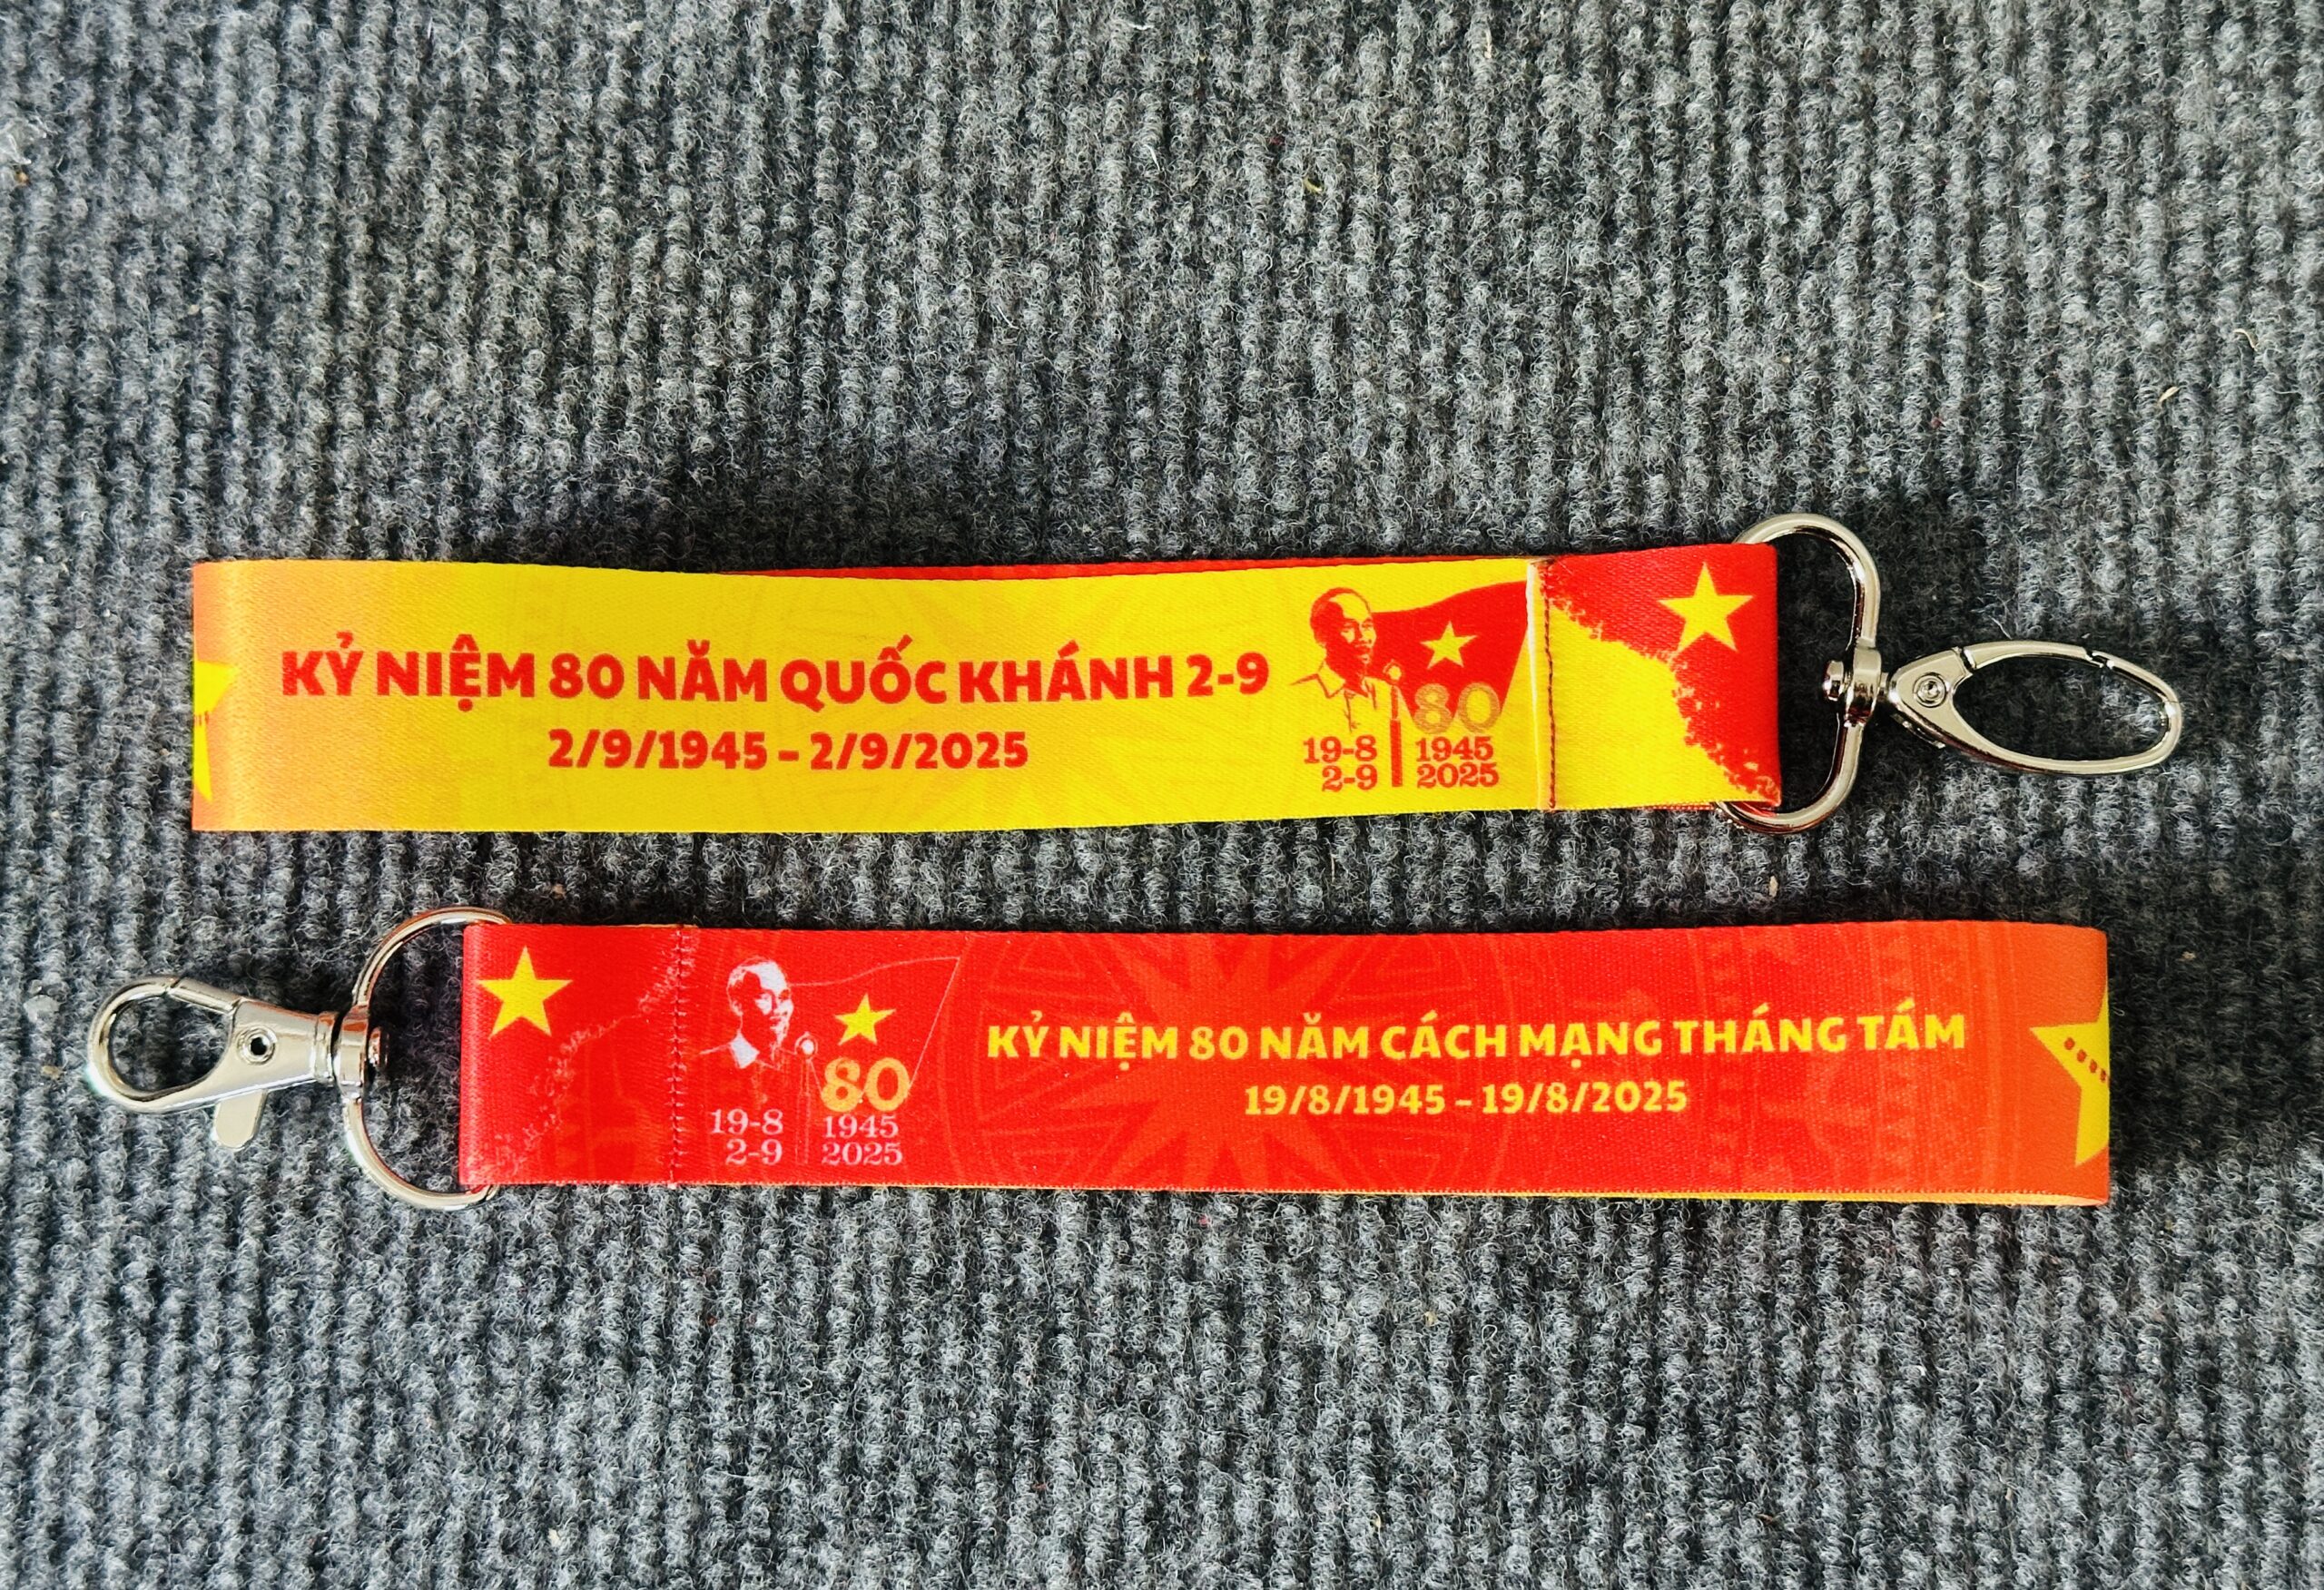 KỶ NIỆM 80 NĂM QUỐC KHÁNH 2-9
2/9/1945 - 2/9/2025
80
19-8 1945
2-9 2025
KỶ NIỆM 80 NĂM CÁCH MẠNG THÁNG TÁM
19/8/1945 - 19/8/2025
80
19-8 1945
2-9 2025